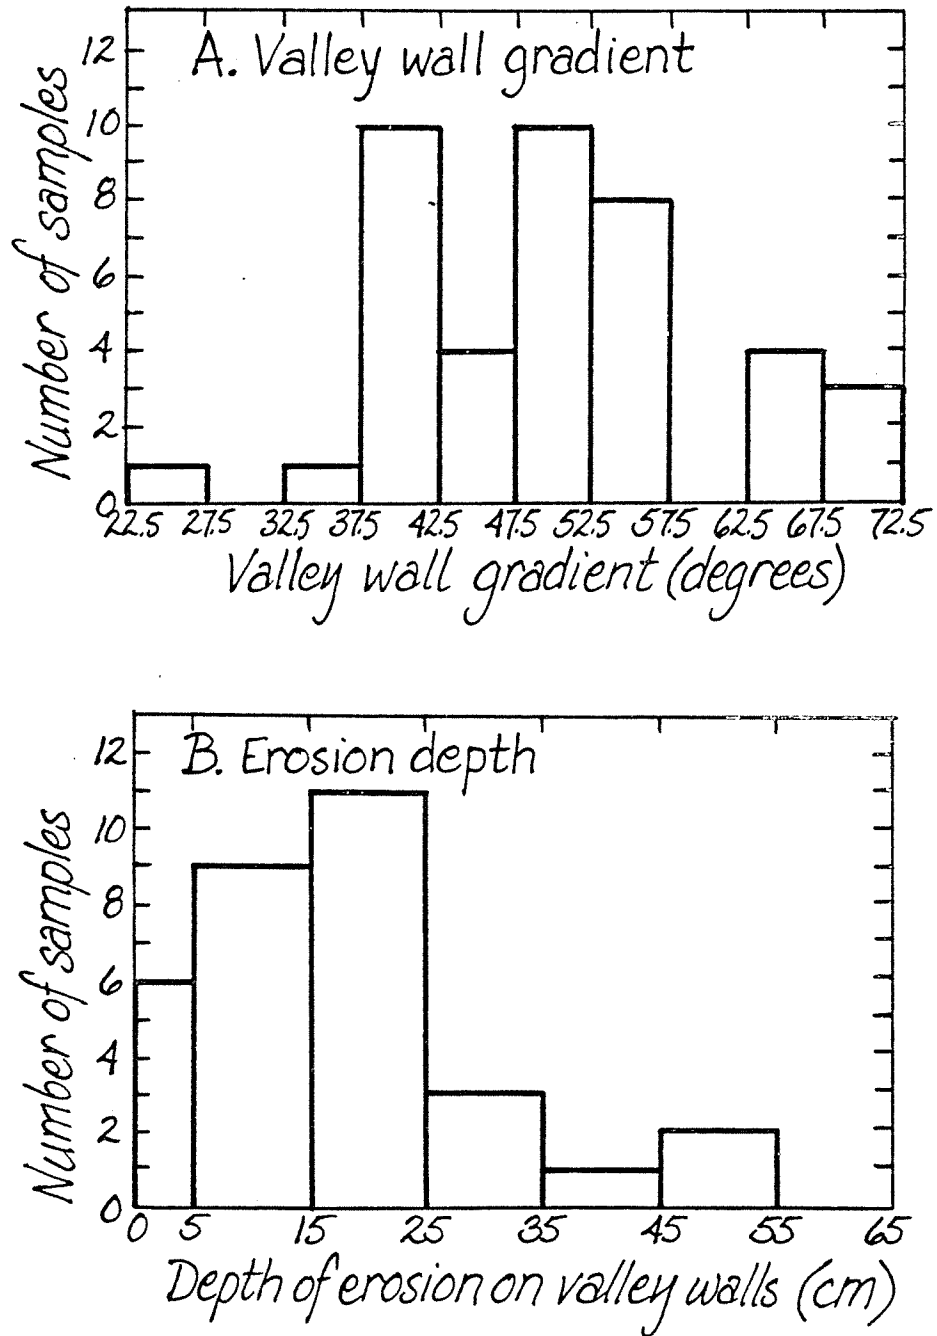 A. Valley wall gradient
Number of samples
12
10
8
6
4
2
0
22.5 27.5 32.5 37.5 42.5 47.5 52.5 57.5 62.5 67.5 72.5
Valley wall gradient (degrees)
B. Erosion depth
Number of samples
12
10
8
6
4
2
0
0 5 15 25 35 45 55 65
Depth of erosion on valley walls (cm)